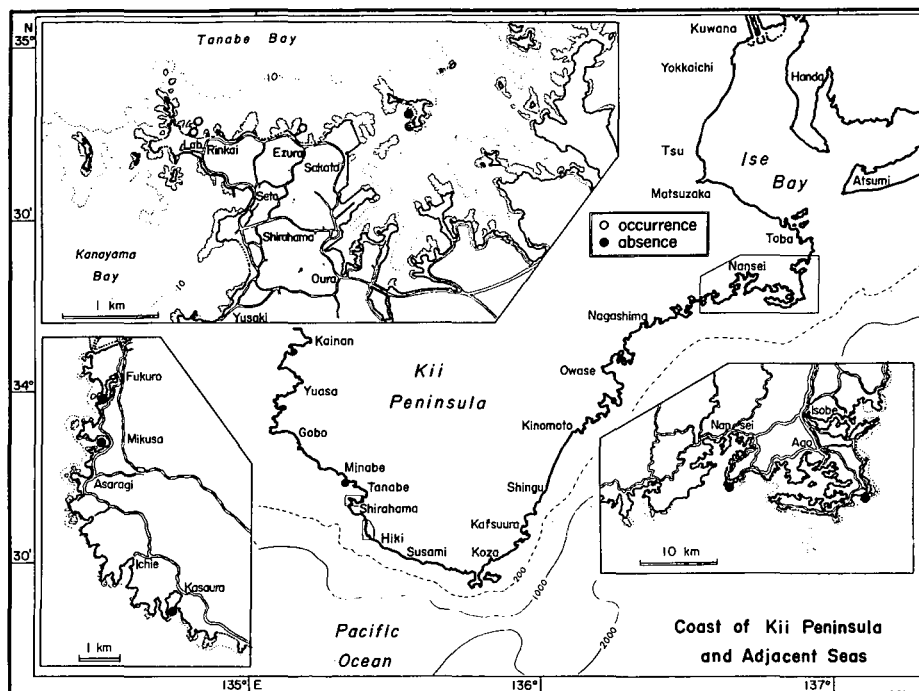 N
35°
30'
34°
30'
135° E
136°
137°
Tanabe Bay
10
Lab.
Rinkai
Ezura
Sakata
Seto
Shirahama
Kanayama
Bay
10
Oura
Yusaki
1 km
Kuwana
Yokkaichi
Handa
Tsu
Ise
Bay
Matsuzaka
Atsumi
Toba
occurrence
absence
Nansei
Nagashima
Owase
Kinomoto
Shingu
Katsuura
Koza
Kainan
Yuasa
Gobo
Minabe
Tanabe
Shirahama
Hiki
Susami
Kii
Peninsula
200
1000
2000
Fukuro
Mikusa
Asaragi
Ichie
Kasaura
1 km
Isobe
Nansei
Ago
10 km
Pacific
Ocean
Coast of Kii Peninsula
and Adjacent Seas